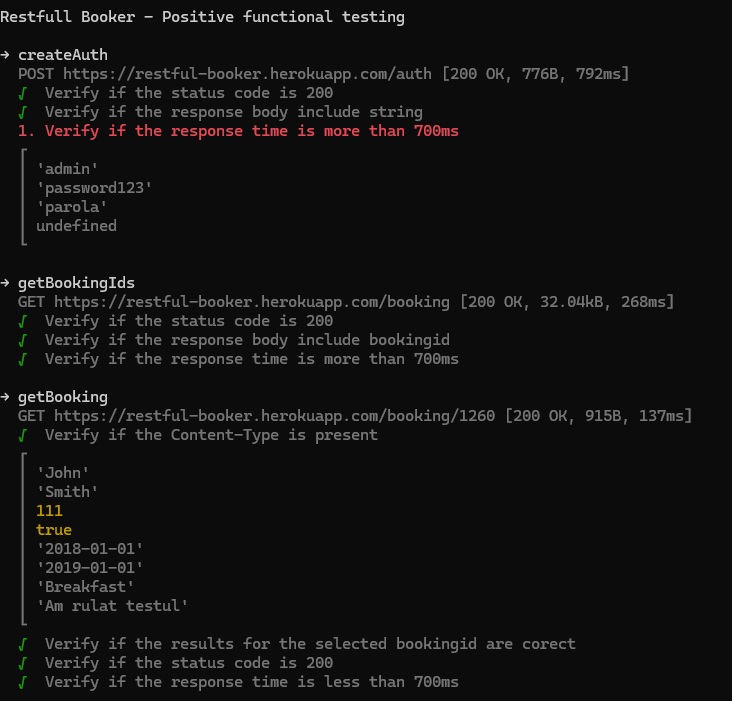 Restfull Booker - Positive functional testing
→ createAuth
POST https://restful-booker.herokuapp.com/auth [200 OK, 776B, 792ms]
√ Verify if the status code is 200
√ Verify if the response body include string
1. Verify if the response time is more than 700ms
'admin'
'password123'
'parola'
undefined
→ getBookingIds
GET https://restful-booker.herokuapp.com/booking [200 OK, 32.04kB, 268ms]
√ Verify if the status code is 200
√ Verify if the response body include bookingid
√ Verify if the response time is more than 700ms
→ getBooking
GET https://restful-booker.herokuapp.com/booking/1260 [200 OK, 915B, 137ms]
√ Verify if the Content-Type is present
'John'
'Smith'
111
true
'2018-01-01'
'2019-01-01'
'Breakfast'
'Am rulat testul'
√ Verify if the results for the selected bookingid are corect
√ Verify if the status code is 200
√ Verify if the response time is less than 700ms